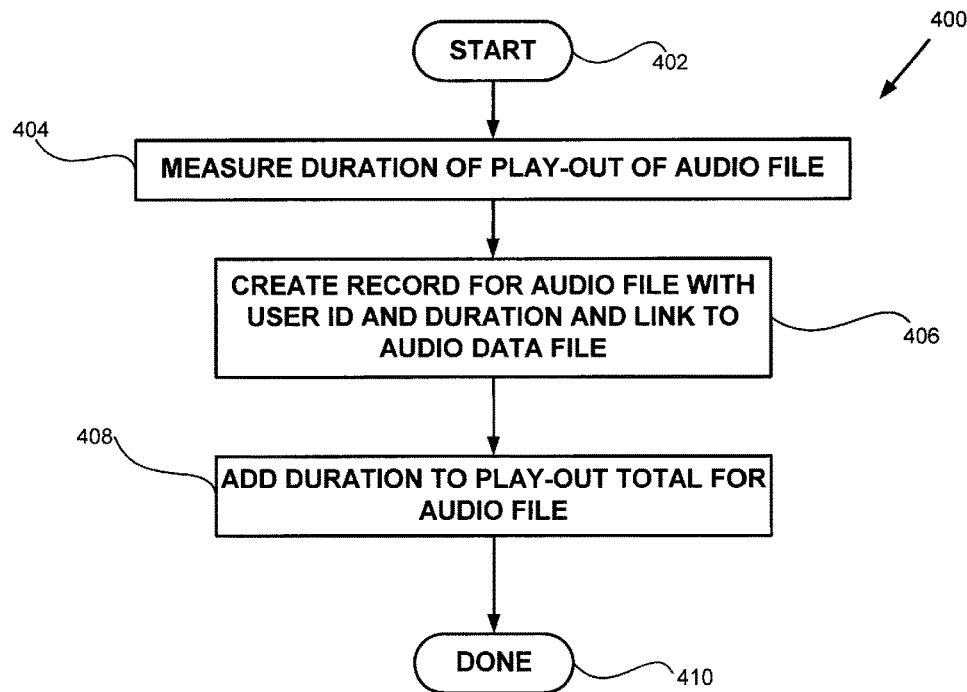 400
START
402
404
MEASURE DURATION OF PLAY-OUT OF AUDIO FILE
CREATE RECORD FOR AUDIO FILE WITH
USER ID AND DURATION AND LINK TO
AUDIO DATA FILE
406
408
ADD DURATION TO PLAY-OUT TOTAL FOR
AUDIO FILE
DONE
410